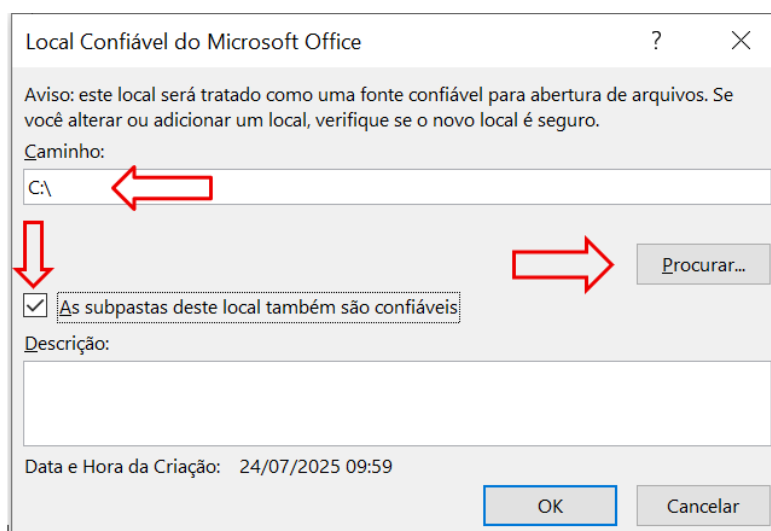 Local Confiável do Microsoft Office ?
Aviso: este local será tratado como uma fonte confiável para abertura de arquivos. Se
você alterar ou adicionar um local, verifique se o novo local é seguro.
Caminho:
C:\
Procurar...
As subpastas deste local também são confiáveis
Descrição:
Data e Hora da Criação: 24/07/2025 09:59
OK Cancelar